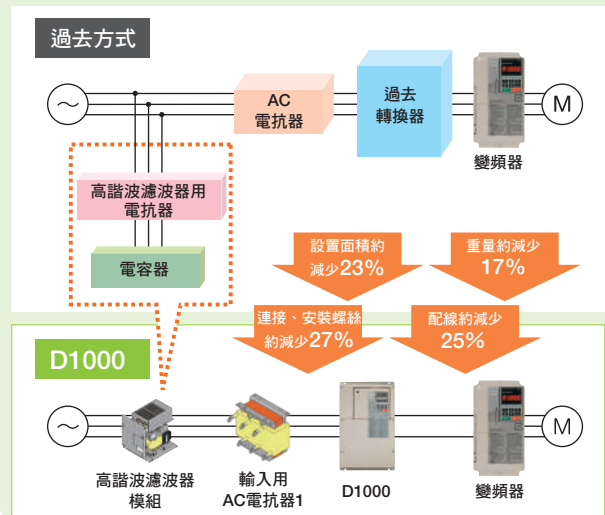 過去方式
～
AC
電抗器
過去
轉換器
變頻器
M
高諧波濾波器用
電抗器
電容器
設置面積約
減少23%
重量約減少
17%
連接、安裝螺絲
約減少27%
配線約減少
25%
D1000
～
高諧波濾波器
模組
輸入用
AC電抗器1
D1000
變頻器
M